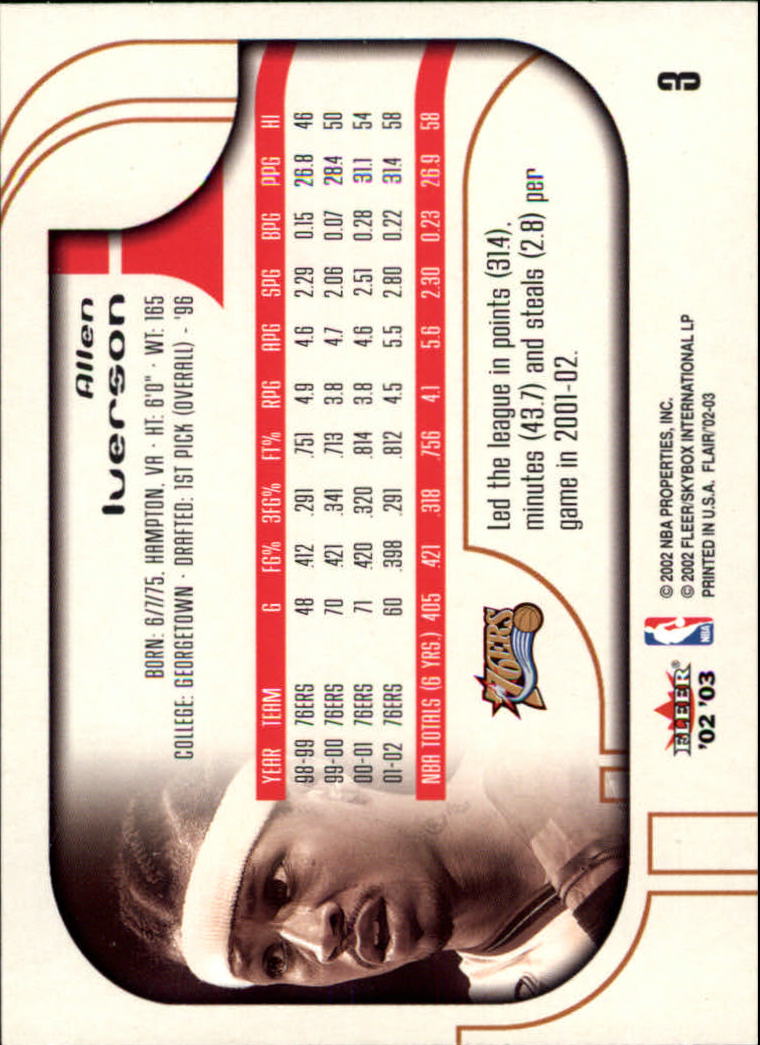 Allen
Iverson
BORN: 6/7/75, HAMPTON, VA · HT: 6'0" · WT: 165
COLLEGE: GEORGETOWN · DRAFTED: 1ST PICK (OVERALL) - '96
YEAR TEAM G FG% 3FG% FT% RPG APG SPG BPG PPG HI
98-99 76ERS 48 .412 .291 .751 4.9 4.6 2.29 0.15 26.8 46
99-00 76ERS 70 .421 .341 .713 3.8 4.7 2.06 0.07 28.4 50
00-01 76ERS 71 .420 .320 .814 3.8 4.6 2.51 0.28 31.1 54
01-02 76ERS 60 .398 .291 .812 4.5 5.5 2.80 0.22 31.4 58
NBA TOTALS (6 YRS.) 405 .421 .318 .756 4.1 5.6 2.30 0.23 26.9 58
76ERS
Led the league in points (31.4),
minutes (43.7) and steals (2.8) per
game in 2001-02.
FLEER®
'02 '03
NBA
© 2002 NBA PROPERTIES, INC.
© 2002 FLEER/SKYBOX INTERNATIONAL LP
PRINTED IN U.S.A. FLAIR/'02-03
3